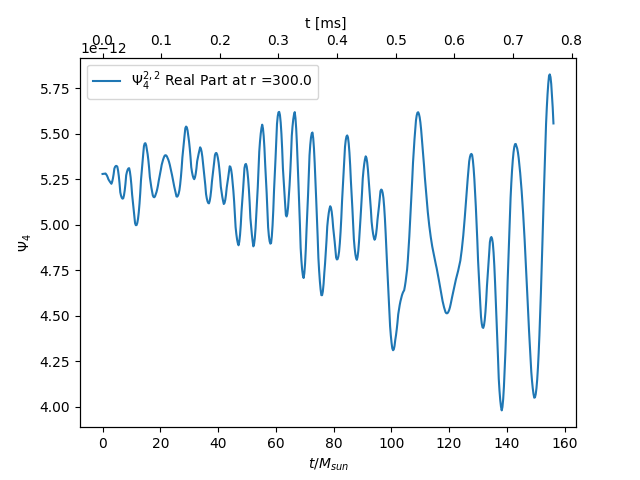 t [ms]
0.0 0.1 0.2 0.3 0.4 0.5 0.6 0.7 0.8
1e−12
Ψ₄²,² Real Part at r =300.0
5.75
5.50
5.25
5.00
4.75
4.50
4.25
4.00
Ψ₄
0 20 40 60 80 100 120 140 160
t/M_sun